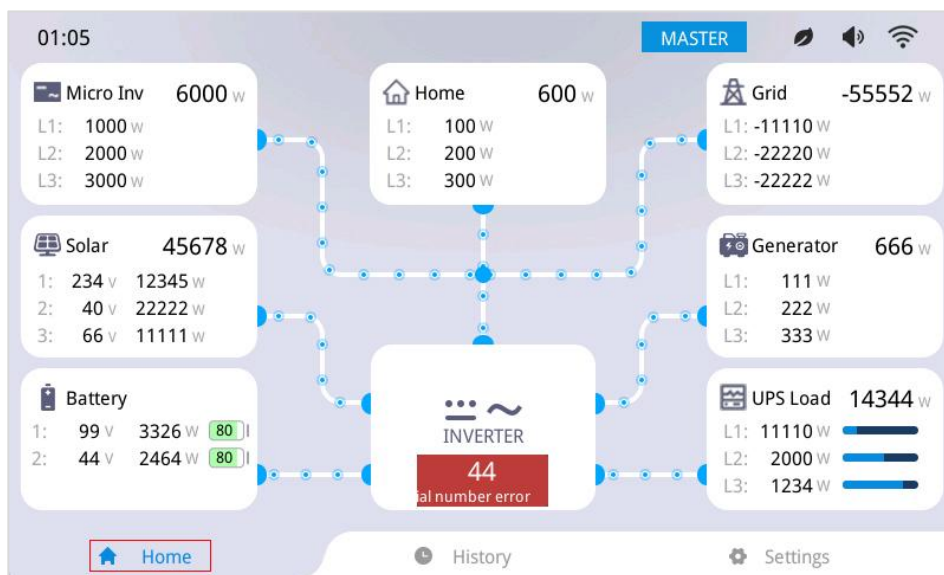 01:05 MASTER
Micro Inv 6000 W
L1: 1000 W
L2: 2000 W
L3: 3000 W
Home 600 W
L1: 100 W
L2: 200 W
L3: 300 W
Grid -55552 W
L1: -11110 W
L2: -22220 W
L3: -22222 W
Solar 45678 W
1: 234 V 12345 W
2: 40 V 22222 W
3: 66 V 11111 W
Generator 666 W
L1: 111 W
L2: 222 W
L3: 333 W
Battery
1: 99 V 3326 W 80
2: 44 V 2464 W 80
INVERTER
44
ial number error
UPS Load 14344 W
L1: 11110 W
L2: 2000 W
L3: 1234 W
Home History Settings